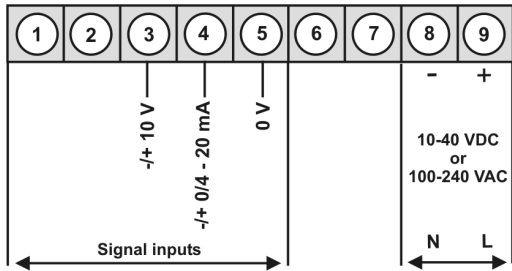 1 2 3 4 5 6 7 8 9
- +
-/+ 10 V
-/+ 0/4 - 20 mA
0 V
10-40 VDC
or
100-240 VAC
N L
Signal inputs